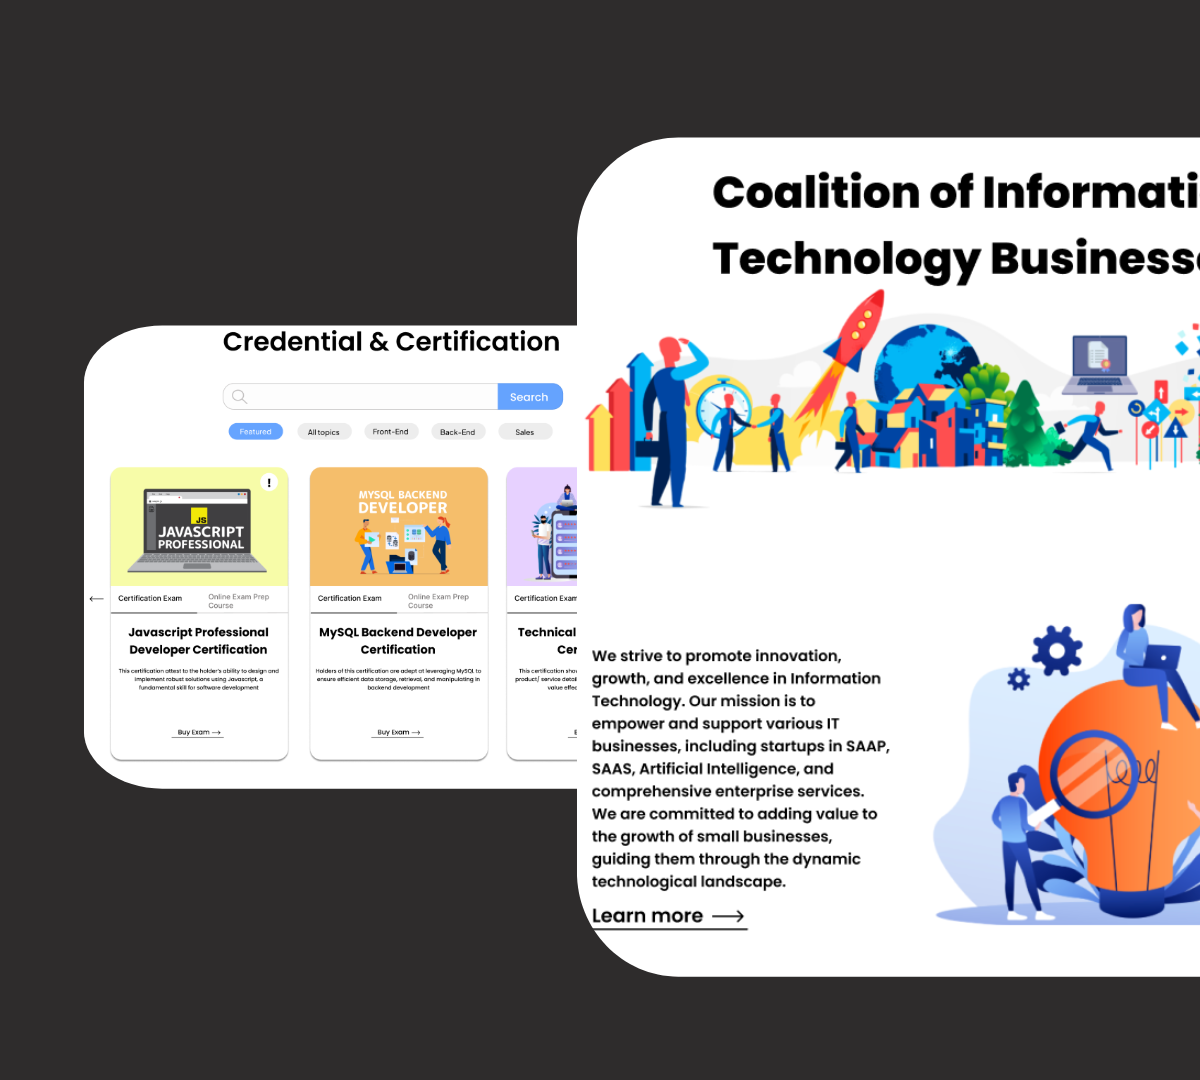 Coalition of Informati
Technology Business
Credential & Certification
Search
Featured
All topics
Front-End
Back-End
Sales
!
JS
JAVASCRIPT
PROFESSIONAL
MYSQL BACKEND
DEVELOPER
Certification Exam
Online Exam Prep
Course
Javascript Professional
Developer Certification
This certification attest to the holder's ability to design and
implement robust solutions using Javascript, a
fundamental skill for software development
Buy Exam
Certification Exam
Online Exam Prep
Course
MySQL Backend Developer
Certification
Holders of this certification are adept at leveraging MySQL to
ensure efficient data storage, retrieval, and manipulating in
backend development
Buy Exam
Certification Exam
Technical
Cer
This certification sho
product/ service detai
value effec
We strive to promote innovation,
growth, and excellence in Information
Technology. Our mission is to
empower and support various IT
businesses, including startups in SAAP,
SAAS, Artificial Intelligence, and
comprehensive enterprise services.
We are committed to adding value to
the growth of small businesses,
guiding them through the dynamic
technological landscape.
Learn more